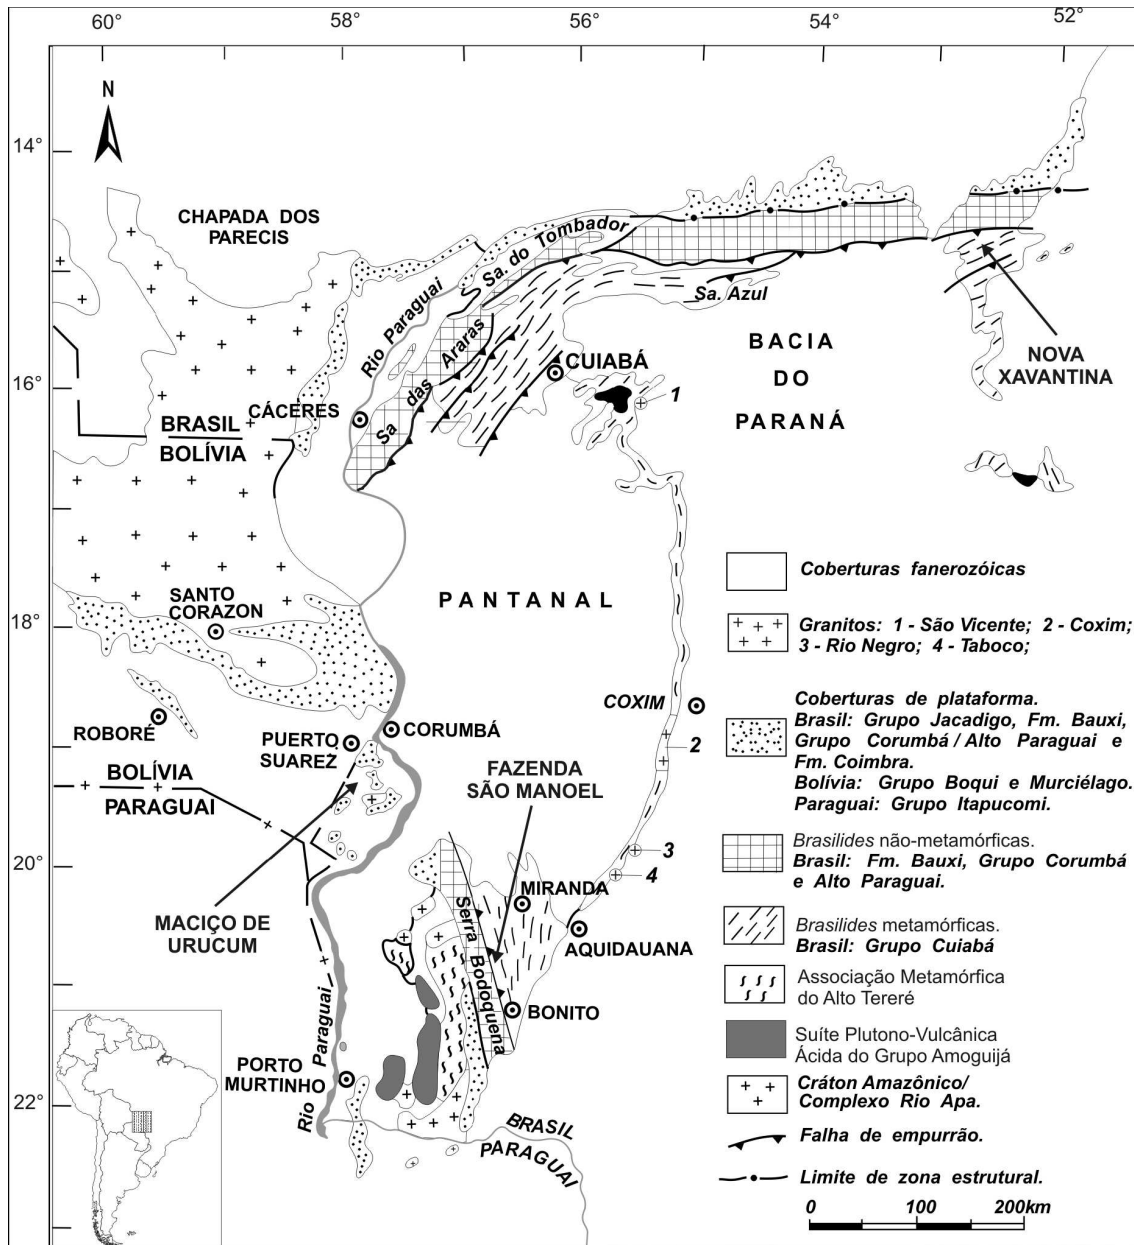 60°
58°
56°
54°
52°
N
14°
16°
18°
20°
22°
CHAPADA DOS
PARECIS
Sa. do Tombador
Rio Paraguai
Sa. Azul
Sa das Araras
CUIABÁ
1
BACIA
DO
PARANÁ
NOVA
XAVANTINA
CÁCERES
BRASIL
BOLÍVIA
SANTO
CORAZON
PANTANAL
ROBORÉ
PUERTO
SUAREZ
CORUMBÁ
COXIM
2
BOLÍVIA
PARAGUAI
FAZENDA
SÃO MANOEL
3
4
MIRANDA
AQUIDAUANA
MACIÇO DE
URUCUM
Serra Bodoquena
BONITO
Rio Paraguai
PORTO
MURTINHO
BRASIL
PARAGUAI
Coberturas fanerozóicas
Granitos: 1 - São Vicente; 2 - Coxim;
3 - Rio Negro; 4 - Taboco;
Coberturas de plataforma.
Brasil: Grupo Jacadigo, Fm. Bauxi,
Grupo Corumbá / Alto Paraguai e
Fm. Coimbra.
Bolívia: Grupo Boqui e Murciélago.
Paraguai: Grupo Itapucomi.
Brasilides não-metamórficas.
Brasil: Fm. Bauxi, Grupo Corumbá
e Alto Paraguai.
Brasilides metamórficas.
Brasil: Grupo Cuiabá
Associação Metamórfica
do Alto Tereré
Suíte Plutono-Vulcânica
Ácida do Grupo Amoguijá
Cráton Amazônico/
Complexo Rio Apa.
Falha de empurrão.
Limite de zona estrutural.
0 100 200km